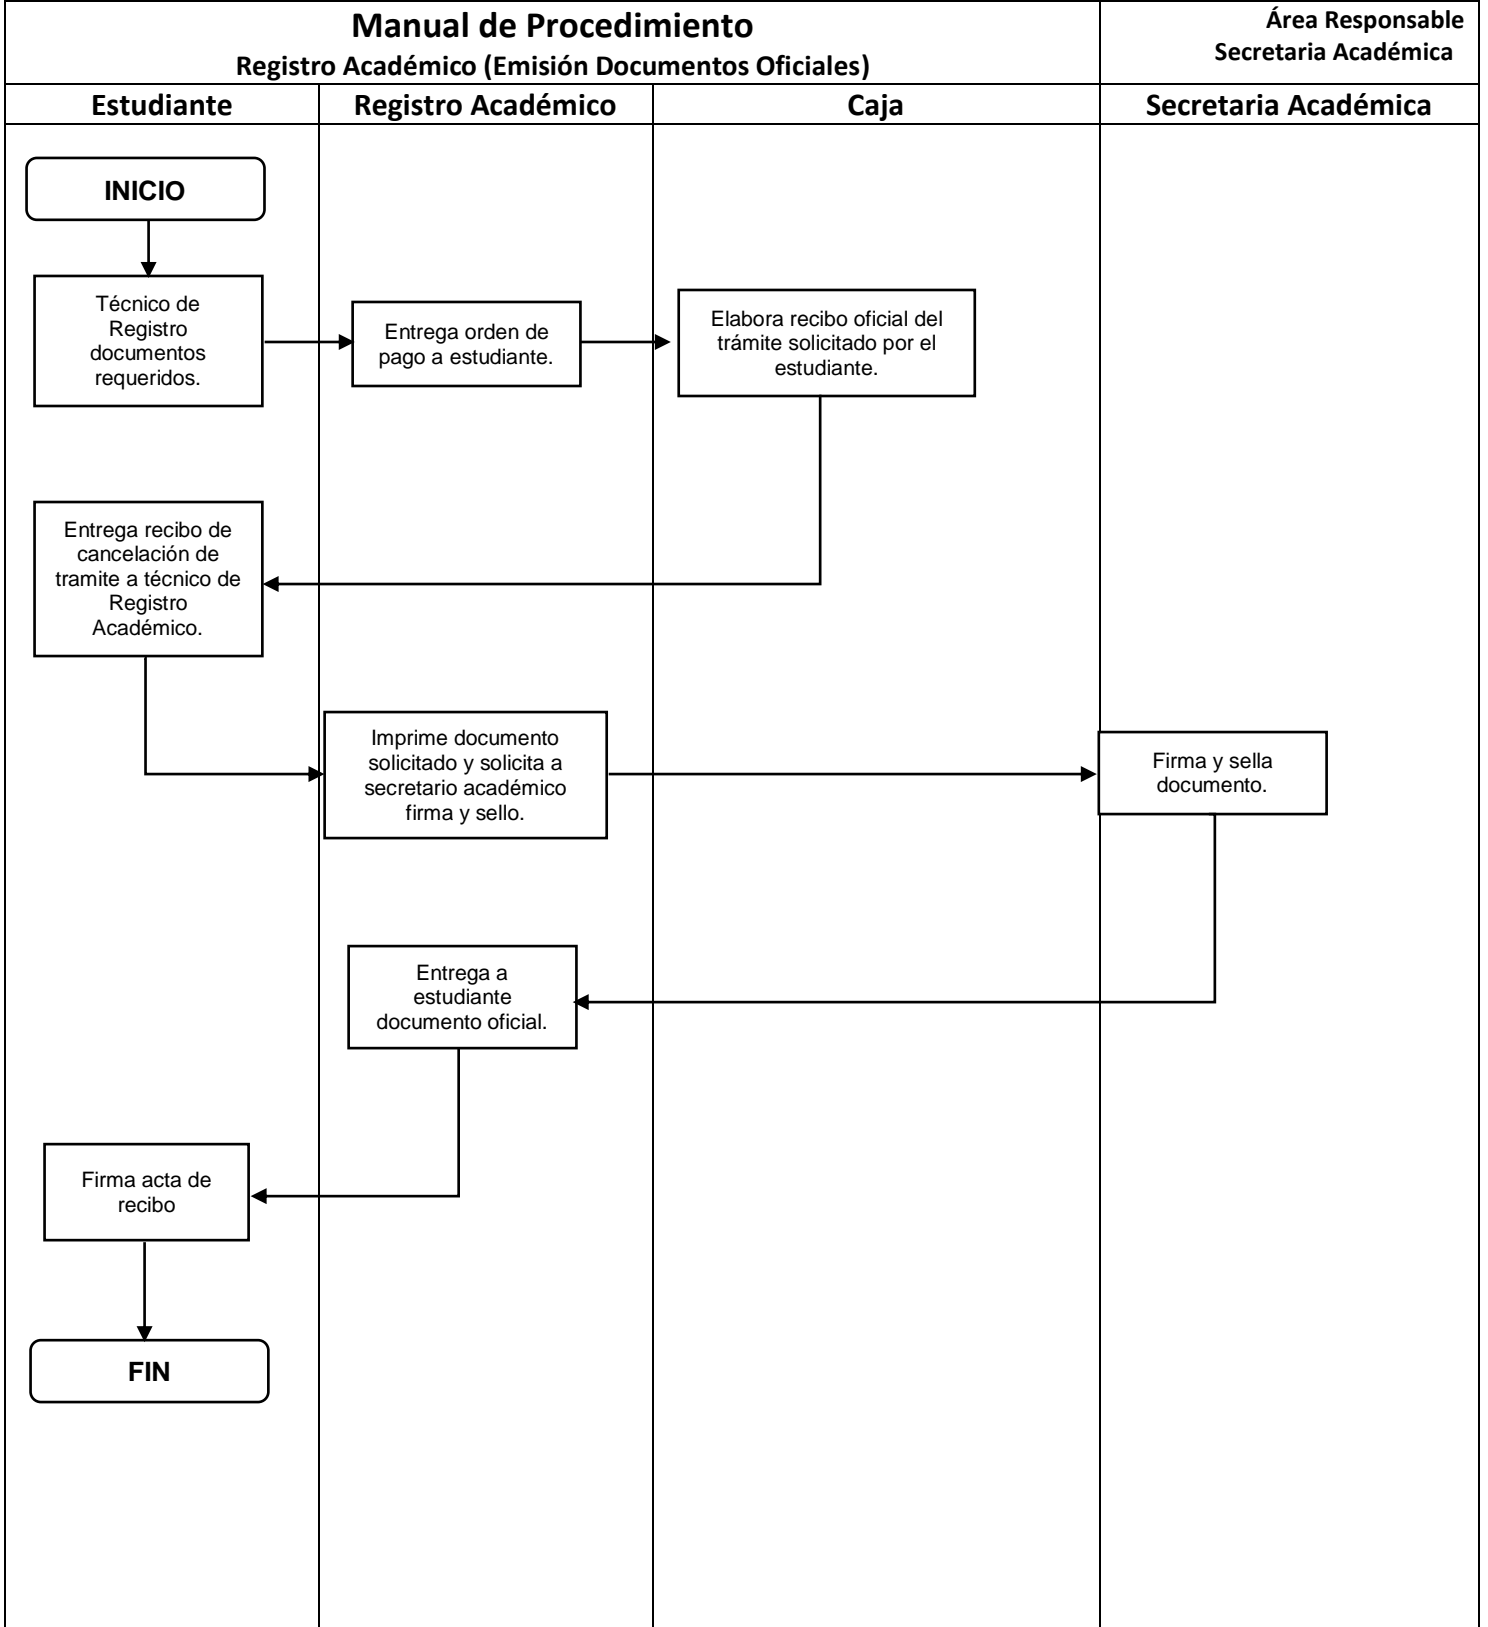 Manual de Procedimiento
Registro Académico (Emisión Documentos Oficiales)
Área Responsable
Secretaria Académica
Estudiante
Registro Académico
Caja
Secretaria Académica
INICIO
Técnico de
Registro
documentos
requeridos.
Entrega orden de
pago a estudiante.
Elabora recibo oficial del
trámite solicitado por el
estudiante.
Entrega recibo de
cancelación de
tramite a técnico de
Registro
Académico.
Imprime documento
solicitado y solicita a
secretario académico
firma y sello.
Firma y sella
documento.
Entrega a
estudiante
documento oficial.
Firma acta de
recibo
FIN